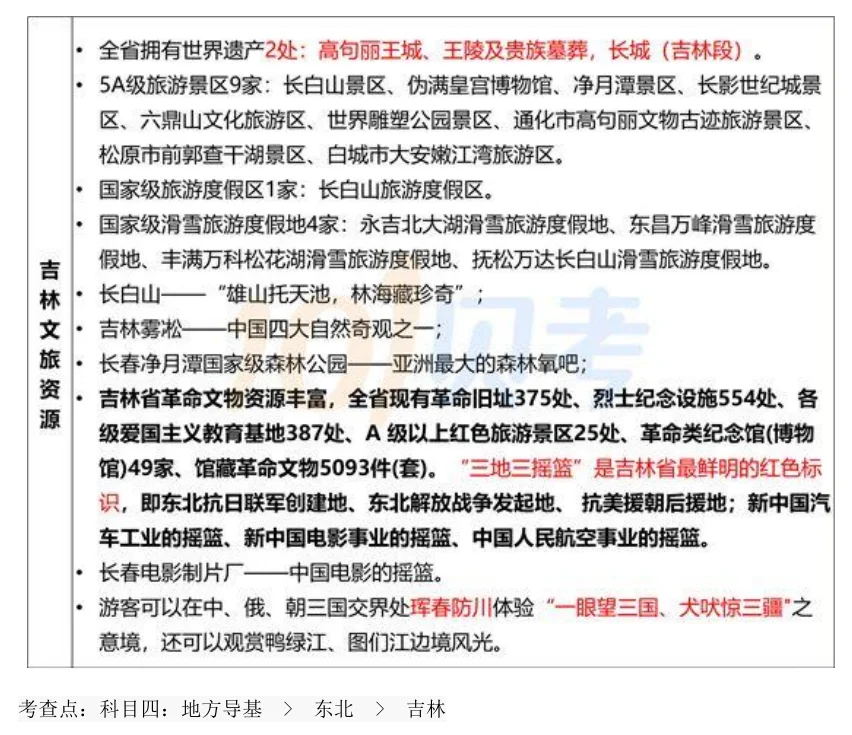 吉林文旅资源
• 全省拥有世界遗产2处：高句丽王城、王陵及贵族墓葬，长城（吉林段）。
• 5A级旅游景区9家：长白山景区、伪满皇宫博物馆、净月潭景区、长影世纪城景
区、六鼎山文化旅游区、世界雕塑公园景区、通化市高句丽文物古迹旅游景区、
松原市前郭查干湖景区、白城市大安嫩江湾旅游区。
• 国家级旅游度假区1家：长白山旅游度假区。
• 国家级滑雪旅游度假地4家：永吉北大湖滑雪旅游度假地、东昌万峰滑雪旅游度
假地、丰满万科松花湖滑雪旅游度假地、抚松万达长白山滑雪旅游度假地。
• 长白山——“雄山托天池，林海藏珍奇”；
• 吉林雾凇——中国四大自然奇观之一；
• 长春净月潭国家级森林公园——亚洲最大的森林氧吧；
• 吉林省革命文物资源丰富，全省现有革命旧址375处、烈士纪念设施554处、各
级爱国主义教育基地387处、A 级以上红色旅游景区25处、革命类纪念馆(博物
馆)49家、馆藏革命文物5093件(套)。“三地三摇篮”是吉林省最鲜明的红色标
识，即东北抗日联军创建地、东北解放战争发起地、 抗美援朝后援地；新中国汽
车工业的摇篮、新中国电影事业的摇篮、中国人民航空事业的摇篮。
• 长春电影制片厂——中国电影的摇篮。
• 游客可以在中、俄、朝三国交界处珲春防川体验“一眼望三国、犬吠惊三疆"之
意境，还可以观赏鸭绿江、图们江边境风光。
101贝考
考查点：科目四：地方导基 > 东北 > 吉林